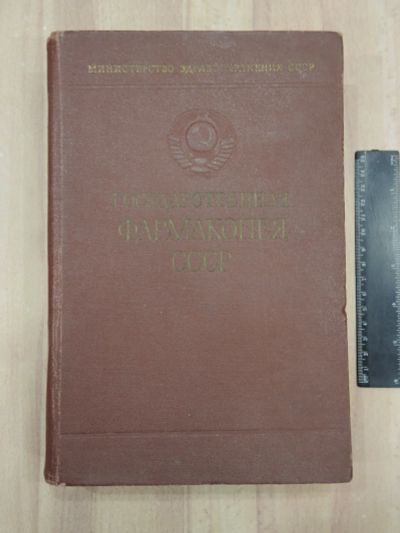 МИНИСТЕРСТВО ЗДРАВООХРАНЕНИЯ СССР
ГОСУДАРСТВЕННАЯ
ФАРМАКОПЕЯ
СССР